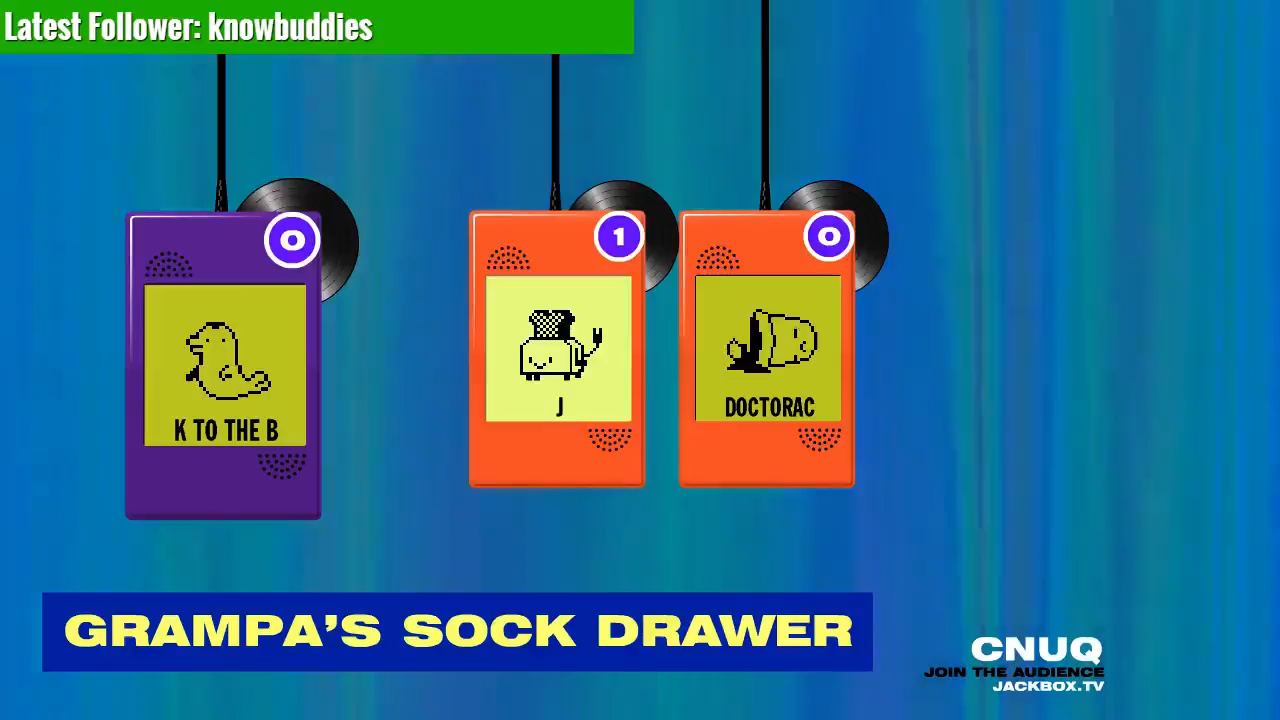 Latest Follower: knowbuddies
0
1
0
K TO THE B
J
DOCTORAC
GRAMPA'S SOCK DRAWER
CNUQ
JOIN THE AUDIENCE
JACKBOX.TV